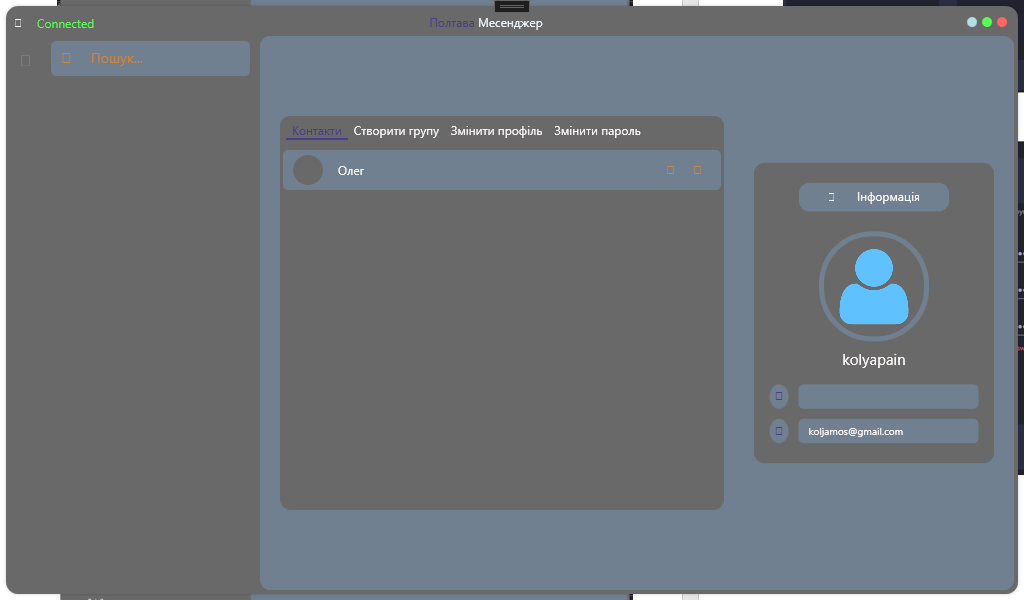 Connected
Полтава Месенджер
Пошук...
Контакти Створити групу Змінити профіль Змінити пароль
Олег
Інформація
kolyapain
koljamos@gmail.com